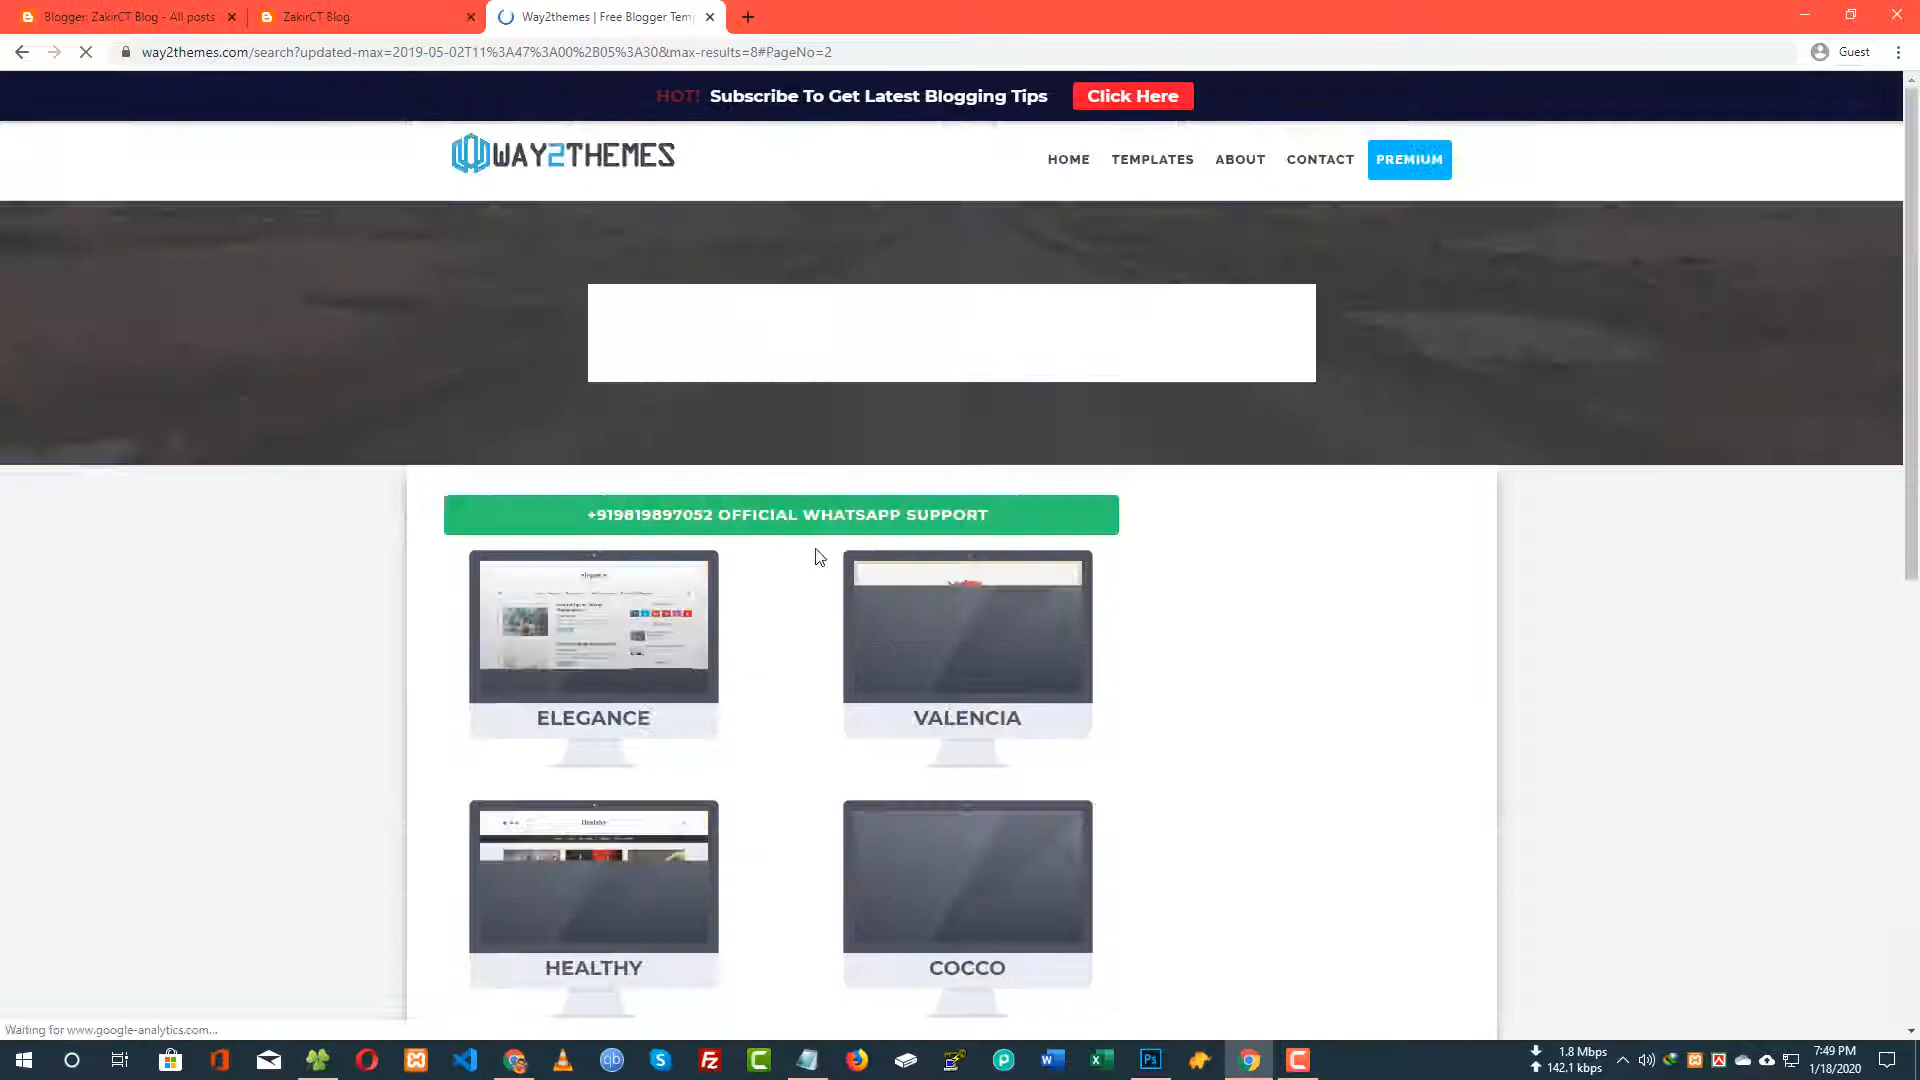 Blogger: ZakirCT Blog - All posts
ZakirCT Blog
Way2themes | Free Blogger Tem
way2themes.com/search?updated-max=2019-05-02T11%3A47%3A00%2B05%3A30&max-results=8#PageNo=2
Guest
HOT! Subscribe To Get Latest Blogging Tips Click Here
WAY2THEMES
HOME TEMPLATES ABOUT CONTACT PREMIUM
+919819897052 OFFICIAL WHATSAPP SUPPORT
ELEGANCE
VALENCIA
Healthy
HEALTHY
COCCO
Waiting for www.google-analytics.com...
1.8 Mbps
142.1 kbps
7:49 PM
1/18/2020